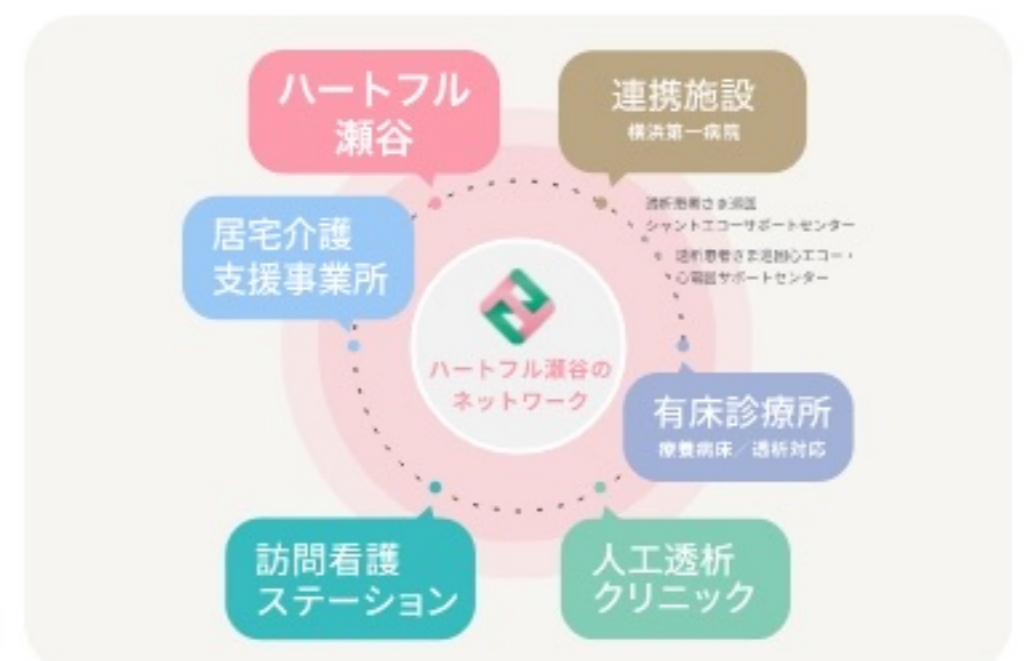 ハートフル
瀬谷
連携施設
横浜第一病院
透析患者さま巡回
シャントエコーサポートセンター
透析患者さま巡回心エコー・
心電図サポートセンター
居宅介護
支援事業所
ハートフル瀬谷の
ネットワーク
有床診療所
療養病床/透析対応
訪問看護
ステーション
人工透析
クリニック